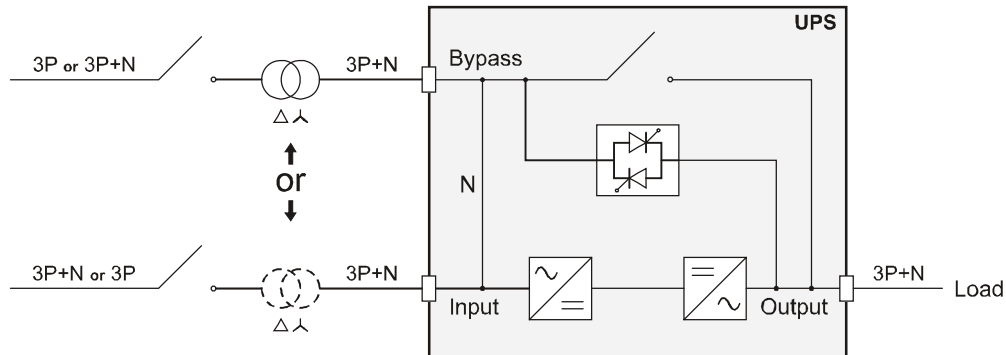 UPS
3P or 3P+N
3P+N
Bypass
or
N
3P+N or 3P
3P+N
Input
Output
3P+N
Load